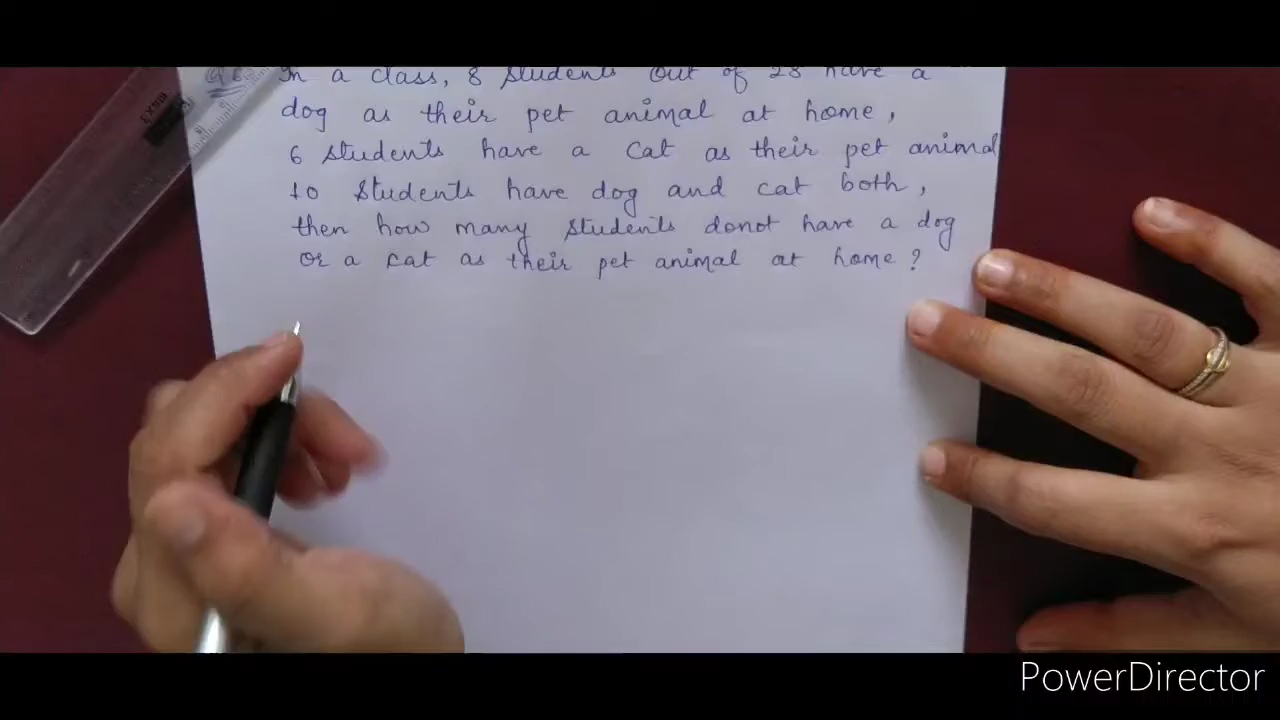 In a class, 8 students out of 28 have a
dog as their pet animal at home,
6 students have a cat as their pet animal
10 students have dog and cat both,
then how many students donot have a dog
or a cat as their pet animal at home?
PowerDirector